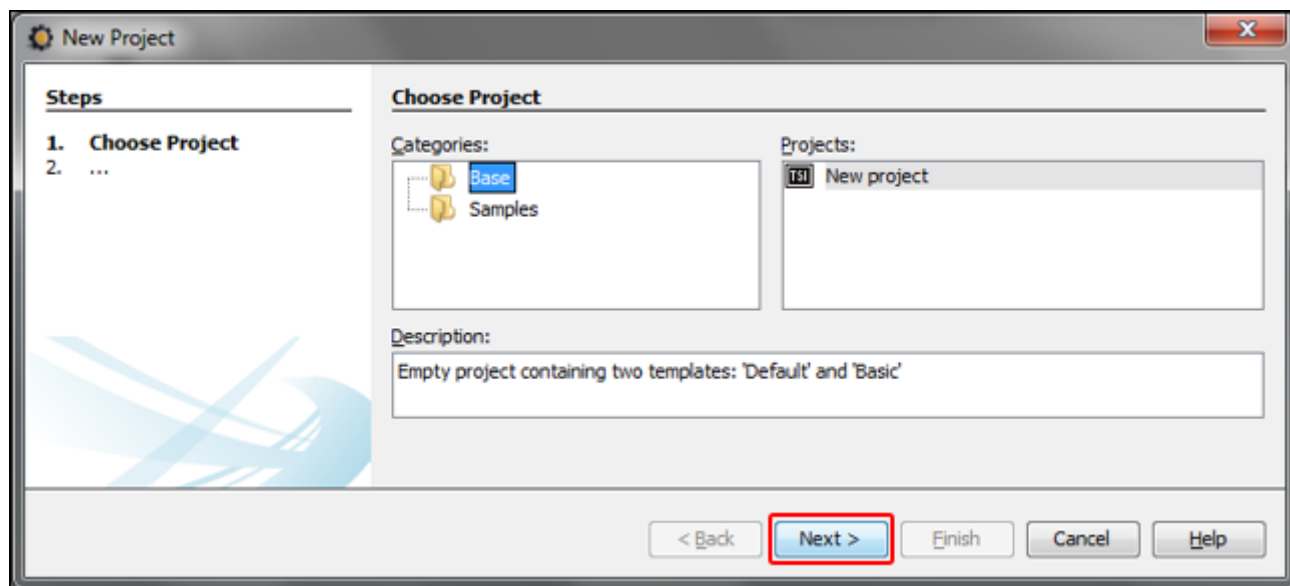 New Project
Steps
1. Choose Project
2. ...
Choose Project
Categories:
Base
Samples
Projects:
TSI New project
Description:
Empty project containing two templates: 'Default' and 'Basic'
< Back
Next >
Finish
Cancel
Help